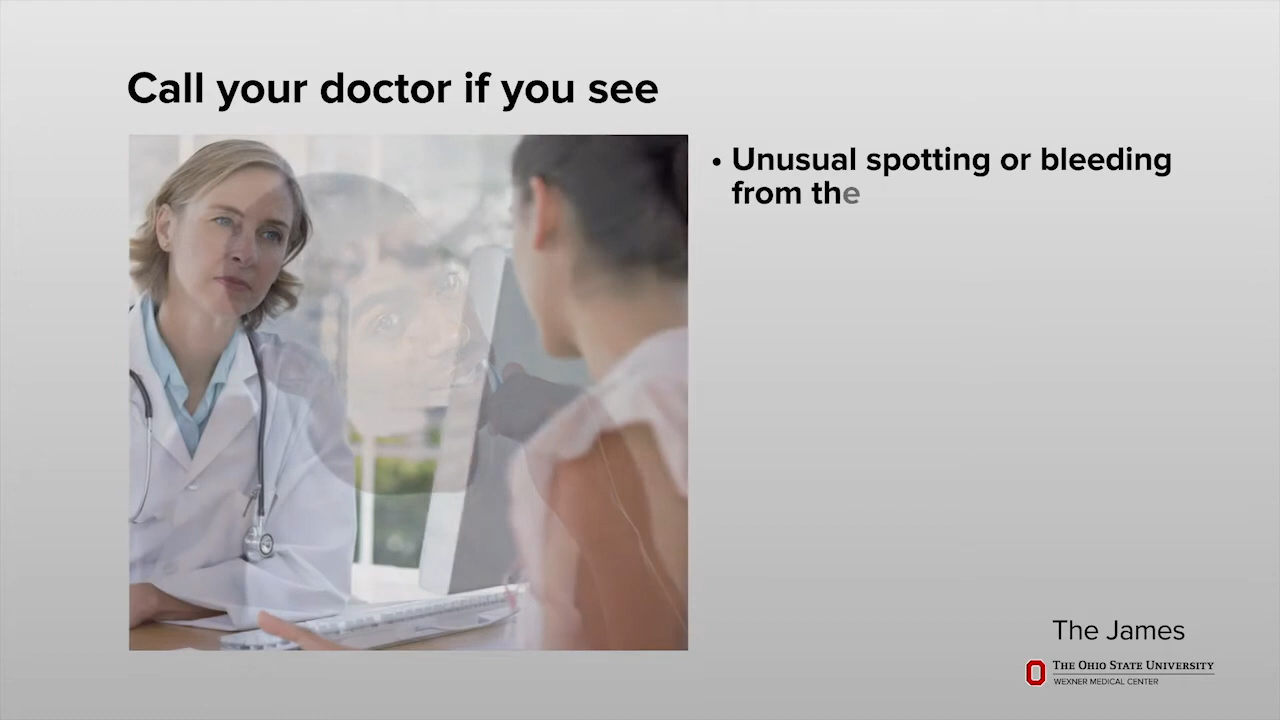 Call your doctor if you see
• Unusual spotting or bleeding
from the
The James
THE OHIO STATE UNIVERSITY
WEXNER MEDICAL CENTER